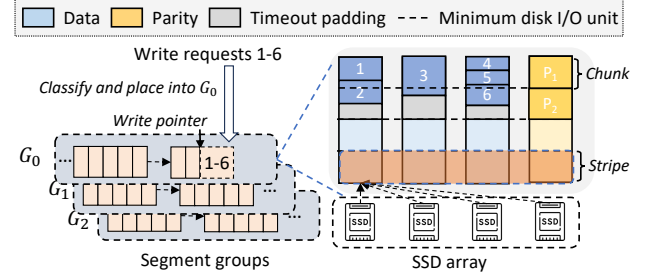 Data Parity Timeout padding Minimum disk I/O unit
Write requests 1-6
Classify and place into G₀
Write pointer
G₀ ... 1-6
G₁ ...
G₂ ...
Segment groups
1 3 4 P₁ Chunk
5
2 6 P₂
Stripe
SSD SSD SSD SSD
SSD array